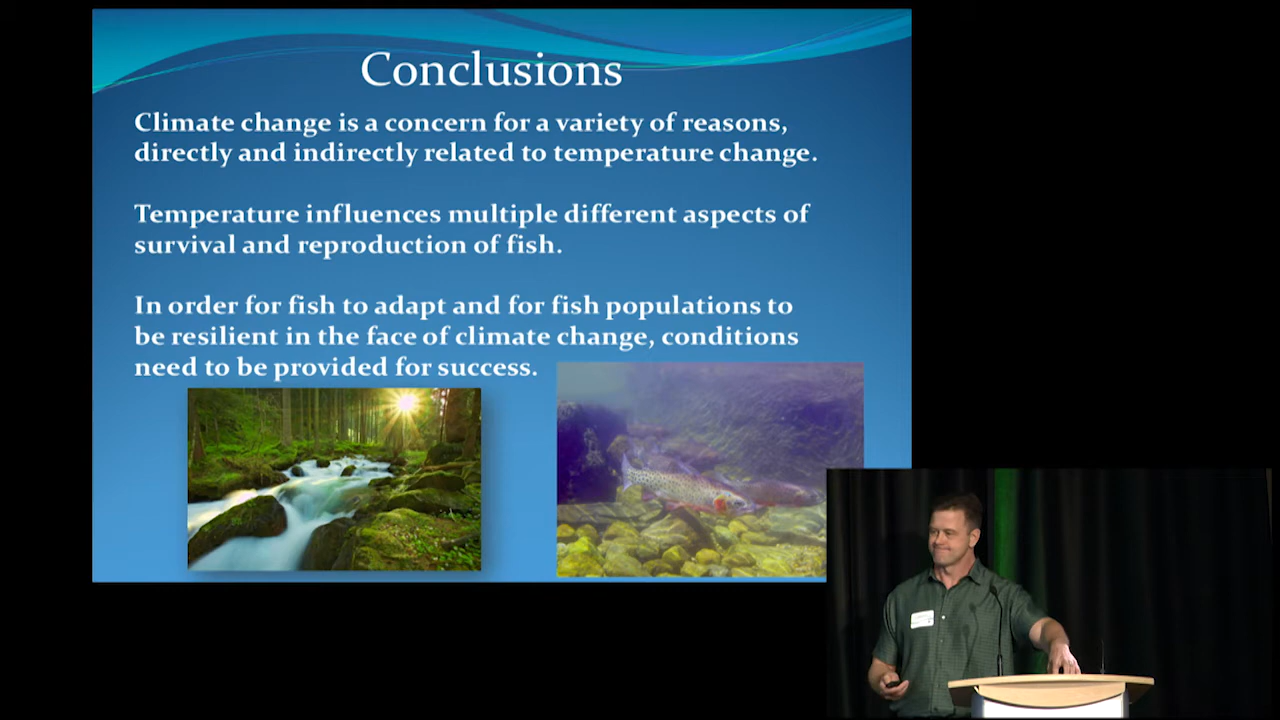 Conclusions
Climate change is a concern for a variety of reasons,
directly and indirectly related to temperature change.
Temperature influences multiple different aspects of
survival and reproduction of fish.
In order for fish to adapt and for fish populations to
be resilient in the face of climate change, conditions
need to be provided for success.